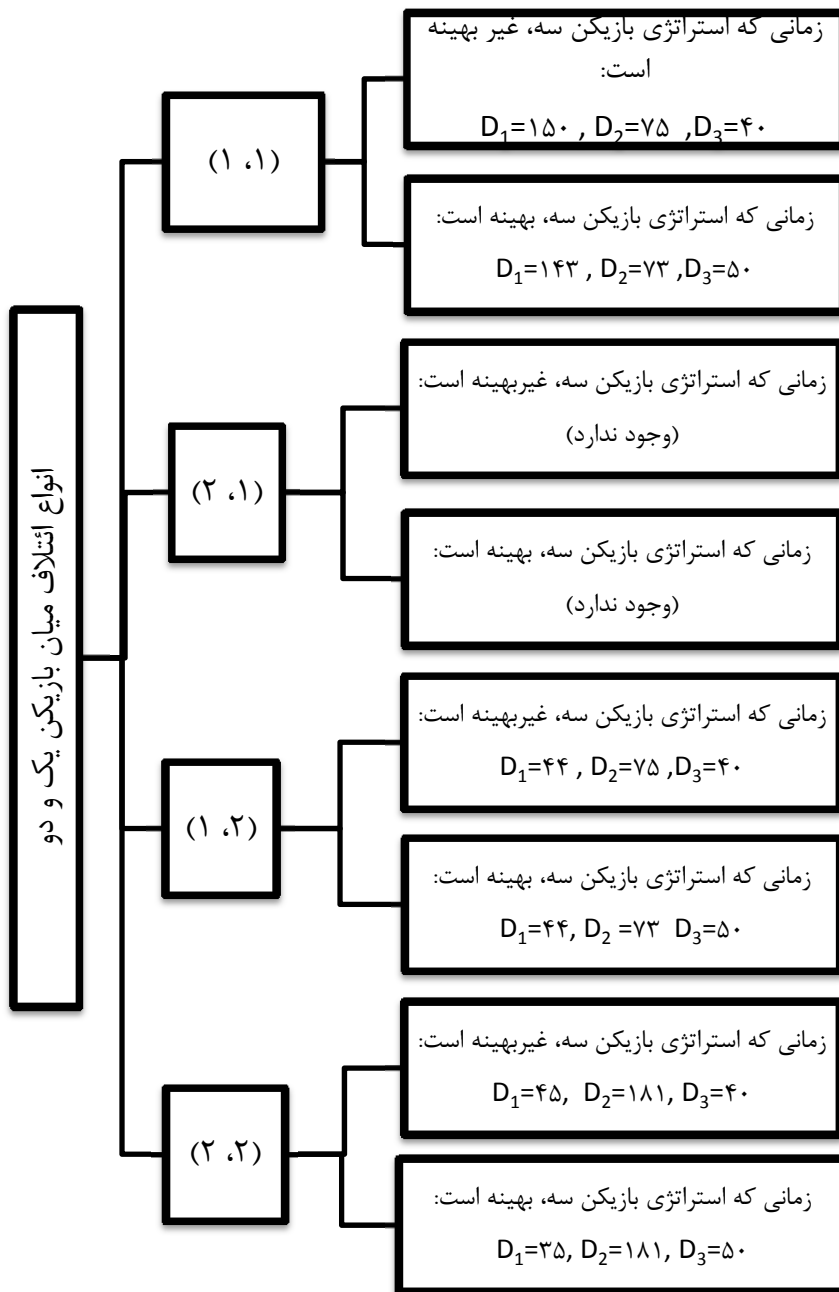 انواع ائتلاف میان بازیکن یک و دو
(۱، ۱)
زمانی که استراتژی بازیکن سه، غیر بهینه
است:
D₁=۱۵۰ , D₂=۷۵ ,D₃=۴۰
زمانی که استراتژی بازیکن سه، بهینه است:
D₁=۱۴۳ , D₂=۷۳ ,D₃=۵۰
(۲ ،۱)
زمانی که استراتژی بازیکن سه، غیربهینه است:
(وجود ندارد)
زمانی که استراتژی بازیکن سه، بهینه است:
(وجود ندارد)
(۱ ،۲)
زمانی که استراتژی بازیکن سه، غیربهینه است:
D₁=۴۴ , D₂=۷۵ ,D₃=۴۰
زمانی که استراتژی بازیکن سه، بهینه است:
D₁=۴۴, D₂ =۷۳ D₃=۵۰
(۲ ،۲)
زمانی که استراتژی بازیکن سه، غیربهینه است:
D₁=۴۵, D₂=۱۸۱, D₃=۴۰
زمانی که استراتژی بازیکن سه، بهینه است:
D₁=۳۵, D₂=۱۸۱, D₃=۵۰